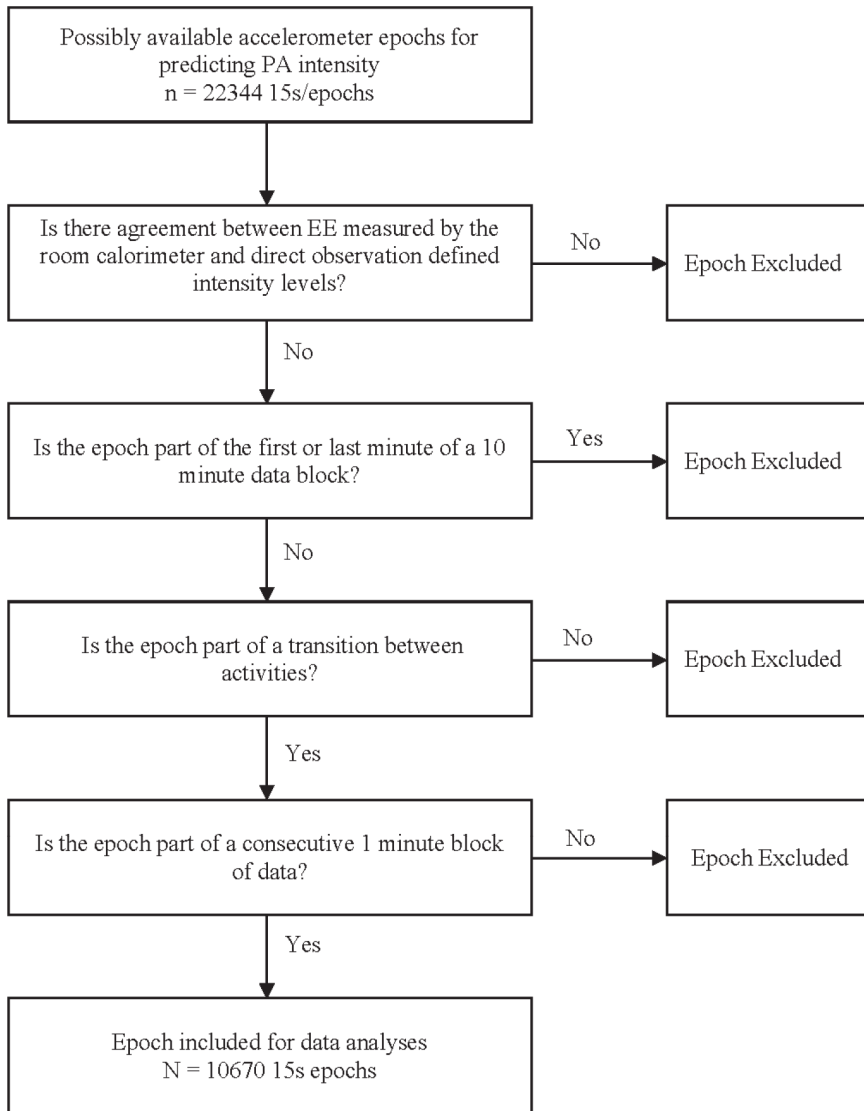 Possibly available accelerometer epochs for
predicting PA intensity
n = 22344 15s/epochs
Is there agreement between EE measured by the
room calorimeter and direct observation defined
intensity levels?
No
Epoch Excluded
No
Is the epoch part of the first or last minute of a 10
minute data block?
Yes
Epoch Excluded
No
Is the epoch part of a transition between
activities?
No
Epoch Excluded
Yes
Is the epoch part of a consecutive 1 minute block
of data?
No
Epoch Excluded
Yes
Epoch included for data analyses
N = 10670 15s epochs